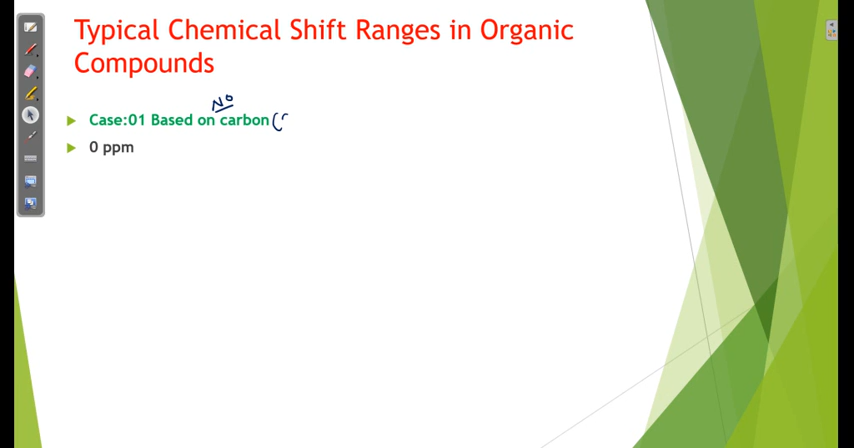 Typical Chemical Shift Ranges in Organic
Compounds
No
Case:01 Based on carbon (
0 ppm